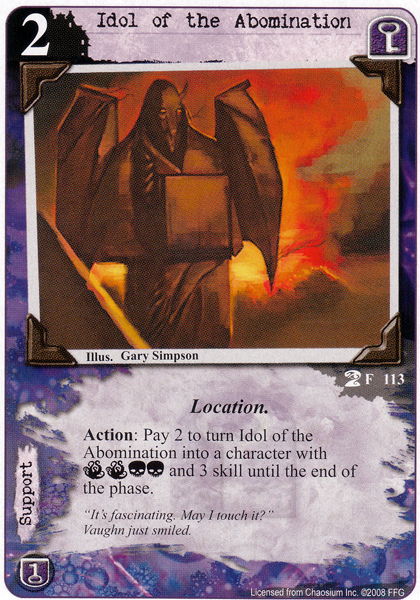 2
Idol of the Abomination
Illus. Gary Simpson
F 113
Location.
Action: Pay 2 to turn Idol of the
Abomination into a character with
and 3 skill until the end of
the phase.
"It's fascinating. May I touch it?"
Vaughn just smiled.
Support
1
Licensed from Chaosium Inc. ©2008 FFG